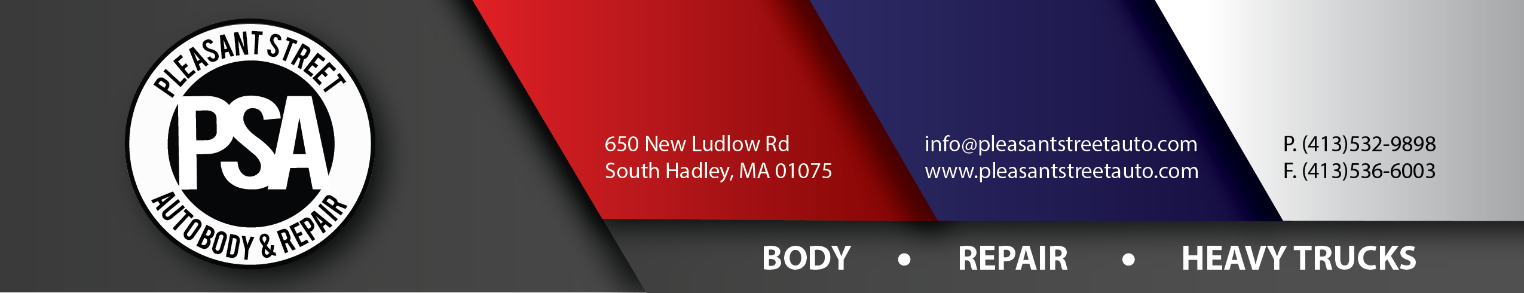 PLEASANT STREET
PSA
AUTOBODY & REPAIR
650 New Ludlow Rd
South Hadley, MA 01075
info@pleasantstreetauto.com
www.pleasantstreetauto.com
P. (413)532-9898
F. (413)536-6003
BODY • REPAIR • HEAVY TRUCKS